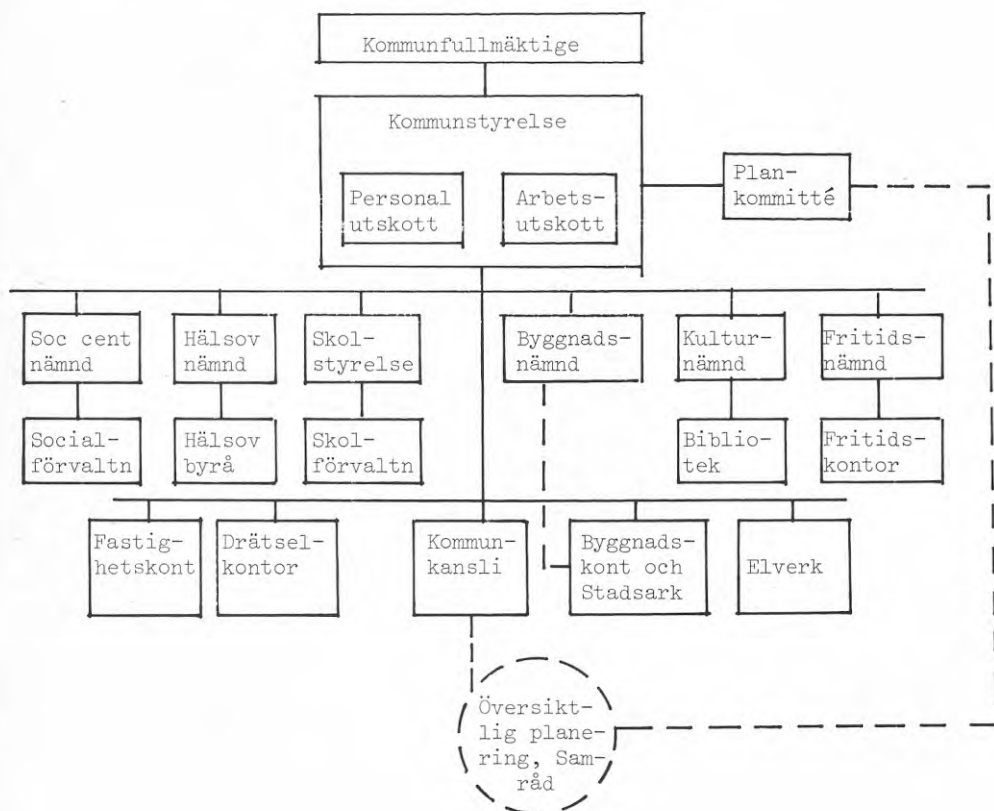 Kommunfullmäktige
Kommunstyrelse
Personal
utskott
Arbets-
utskott
Plan-
kommitté
Soc cent
nämnd
Hälsov
nämnd
Skol-
styrelse
Byggnads-
nämnd
Kultur-
nämnd
Fritids-
nämnd
Social-
förvaltn
Hälsov
byrå
Skol-
förvaltn
Biblio-
tek
Fritids-
kontor
Fastig-
hetskont
Drätsel-
kontor
Kommun-
kansli
Byggnads-
kont och
Stadsark
Elverk
Översikt-
lig plane-
ring, Sam-
råd